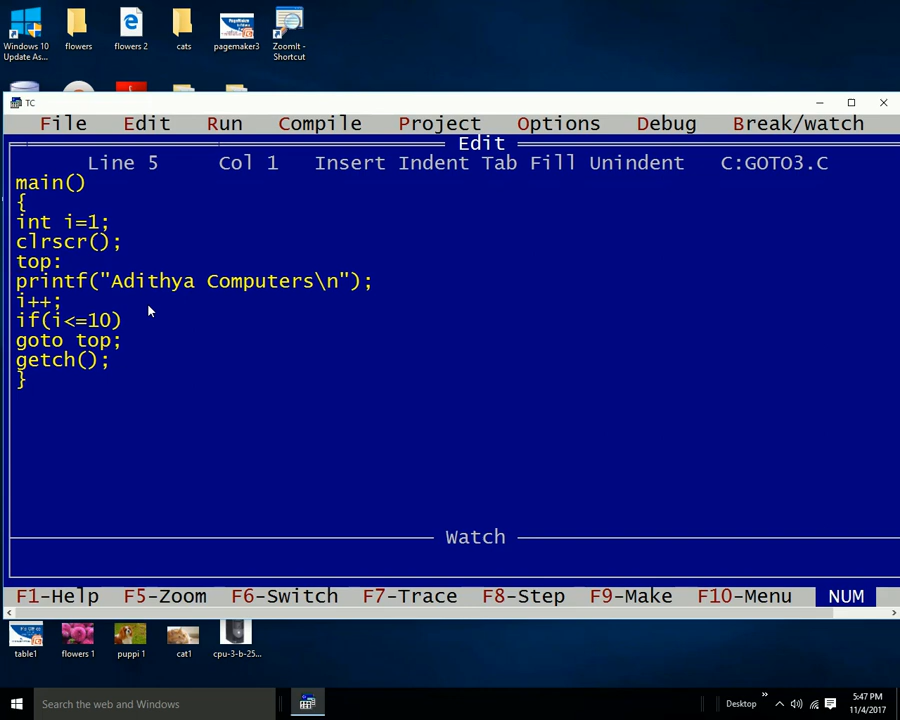 Windows 10 Update As...
flowers
flowers 2
cats
pagemaker3
ZoomIt - Shortcut
TC
File Edit Run Compile Project Options Debug Break/watch
Edit
Line 5 Col 1 Insert Indent Tab Fill Unindent C:GOTO3.C
main()
{
int i=1;
clrscr();
top:
printf("Adithya Computers\n");
i++;
if(i<=10)
goto top;
getch();
}
Watch
F1-Help F5-Zoom F6-Switch F7-Trace F8-Step F9-Make F10-Menu NUM
table1
flowers 1
puppi 1
cat1
cpu-3-b-25...
Search the web and Windows
Desktop
5:47 PM
11/4/2017